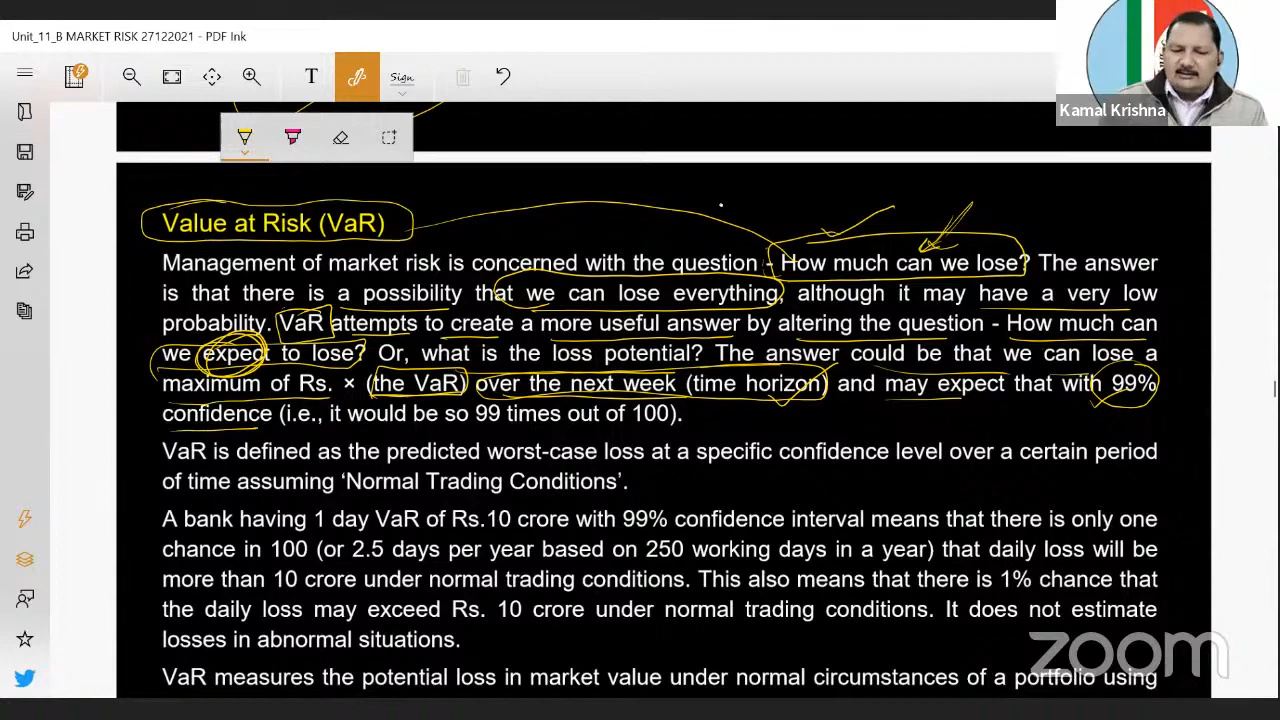 Unit_11_B MARKET RISK 27122021 - PDF Ink
T
Sign
Kamal Krishna
Value at Risk (VaR)
Management of market risk is concerned with the question - How much can we lose? The answer
is that there is a possibility that we can lose everything, although it may have a very low
probability. VaR attempts to create a more useful answer by altering the question - How much can
we expect to lose? Or, what is the loss potential? The answer could be that we can lose a
maximum of Rs. × (the VaR) over the next week (time horizon) and may expect that with 99%
confidence (i.e., it would be so 99 times out of 100).
VaR is defined as the predicted worst-case loss at a specific confidence level over a certain period
of time assuming ‘Normal Trading Conditions’.
A bank having 1 day VaR of Rs.10 crore with 99% confidence interval means that there is only one
chance in 100 (or 2.5 days per year based on 250 working days in a year) that daily loss will be
more than 10 crore under normal trading conditions. This also means that there is 1% chance that
the daily loss may exceed Rs. 10 crore under normal trading conditions. It does not estimate
losses in abnormal situations.
VaR measures the potential loss in market value under normal circumstances of a portfolio using
zoom